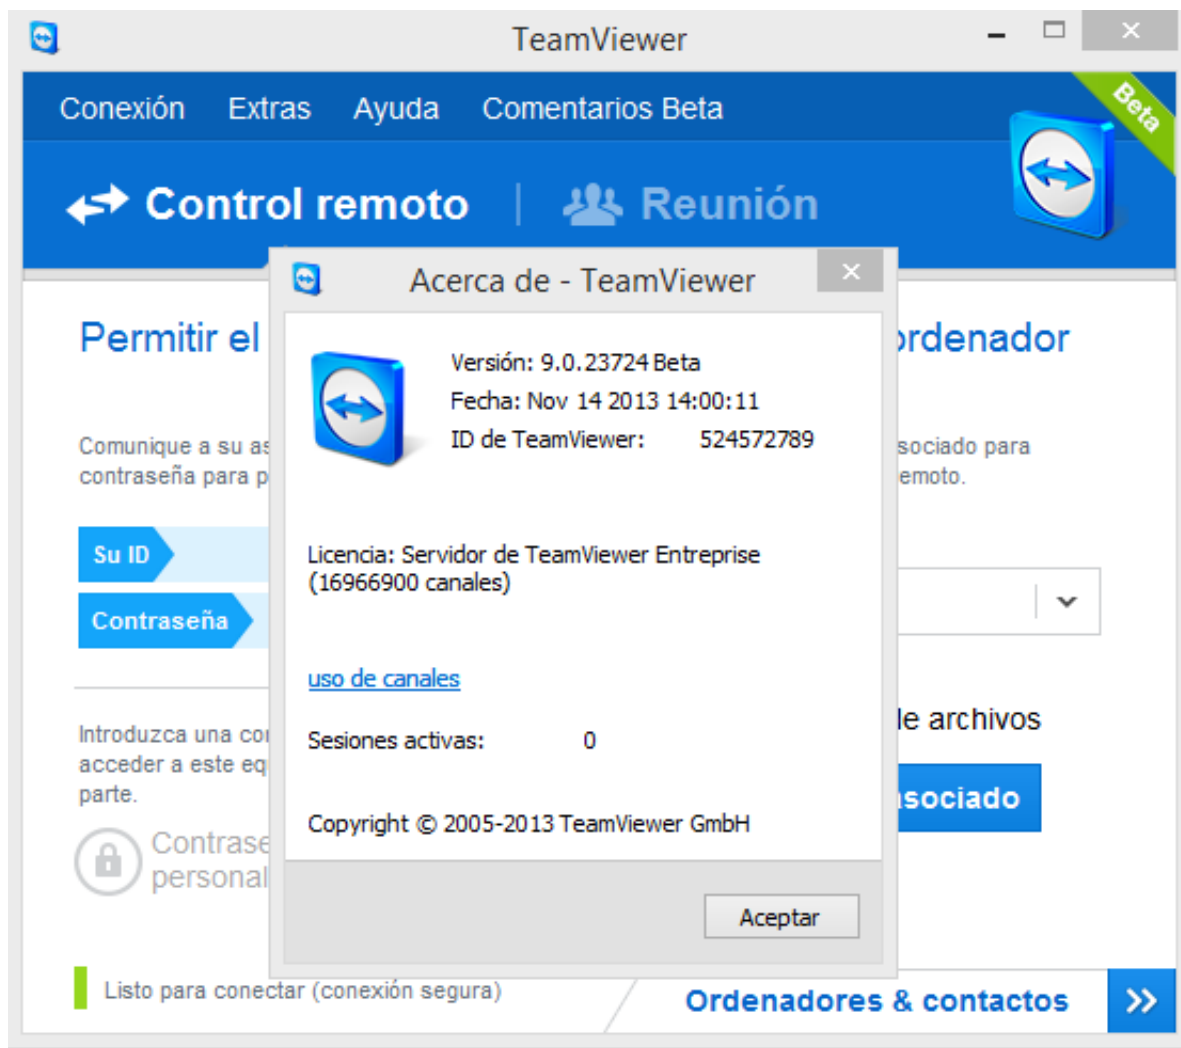 TeamViewer
Conexión Extras Ayuda Comentarios Beta
Beta
Control remoto Reunión
Acerca de - TeamViewer
Permitir el
ordenador
Versión: 9.0.23724 Beta
Fecha: Nov 14 2013 14:00:11
ID de TeamViewer: 524572789
Comunique a su as
contraseña para p
sociado para
emoto.
Su ID
Contraseña
Licencia: Servidor de TeamViewer Entreprise
(16966900 canales)
uso de canales
Sesiones activas: 0
Copyright © 2005-2013 TeamViewer GmbH
Introduzca una con
acceder a este eq
parte.
Contrase
personal
de archivos
asociado
Aceptar
Listo para conectar (conexión segura)
Ordenadores & contactos